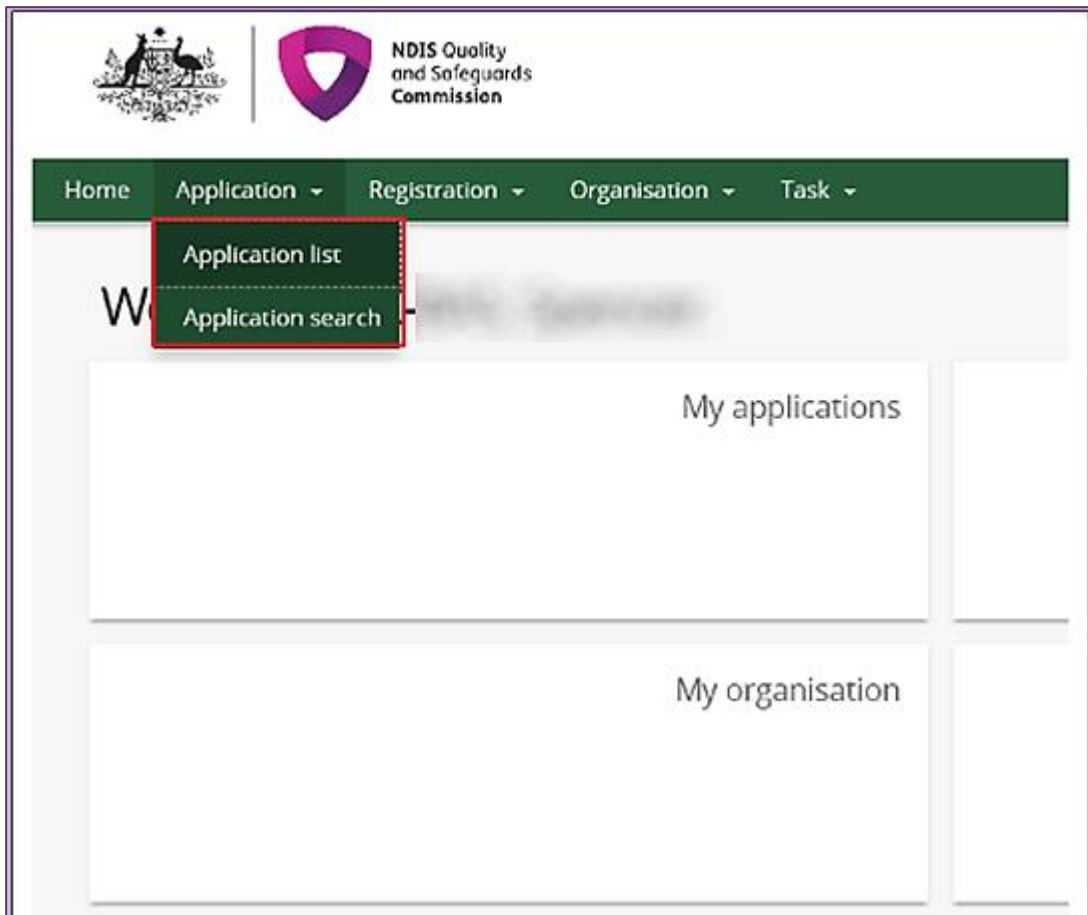 NDIS Quality
and Safeguards
Commission
Home Application Registration Organisation Task
Application list
Application search
My applications
My organisation